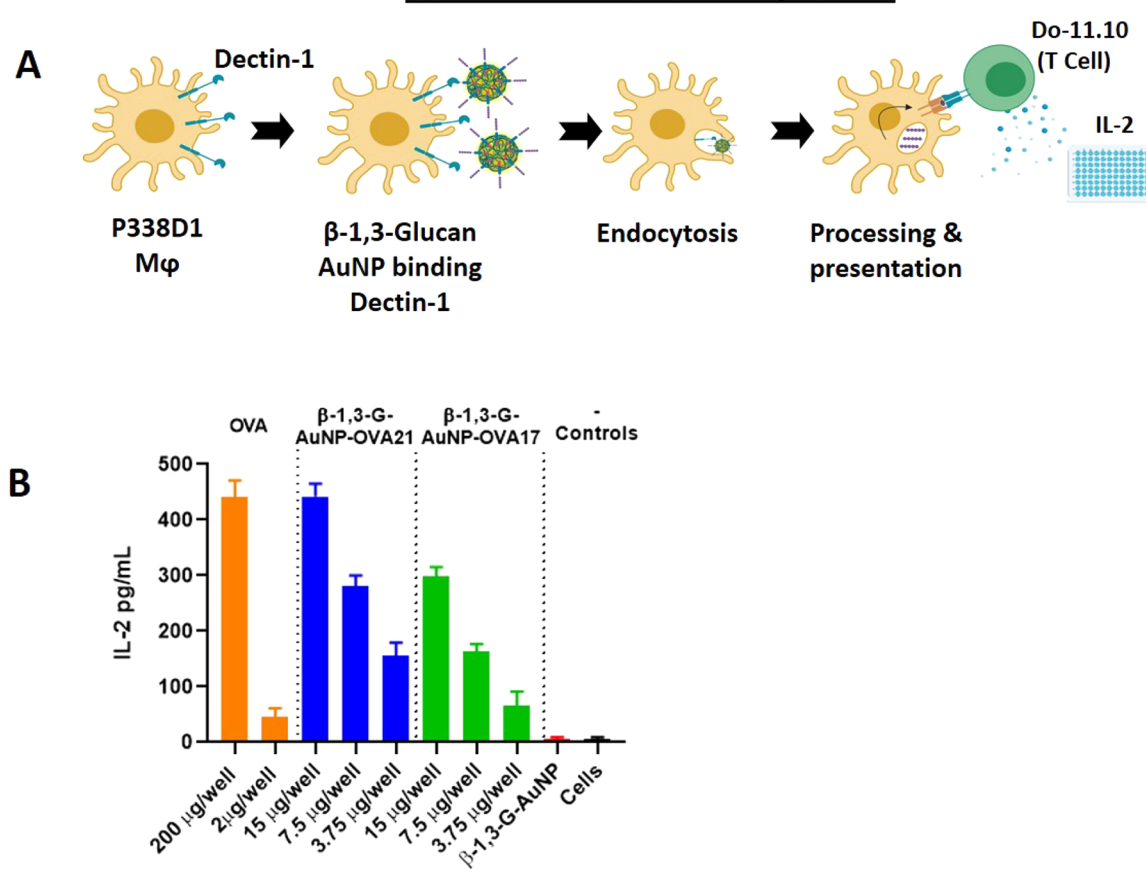 A
Dectin-1
Do-11.10
(T Cell)
IL-2
P338D1
Mφ
β-1,3-Glucan
AuNP binding
Dectin-1
Endocytosis
Processing &
presentation
B
OVA
β-1,3-G-
AuNP-OVA21
β-1,3-G-
AuNP-OVA17
-
Controls
IL-2 pg/mL
500
400
300
200
100
0
200 μg/well
2μg/well
15 μg/well
7.5 μg/well
3.75 μg/well
15 μg/well
7.5 μg/well
3.75 μg/well
β-1,3-G-AuNP
Cells